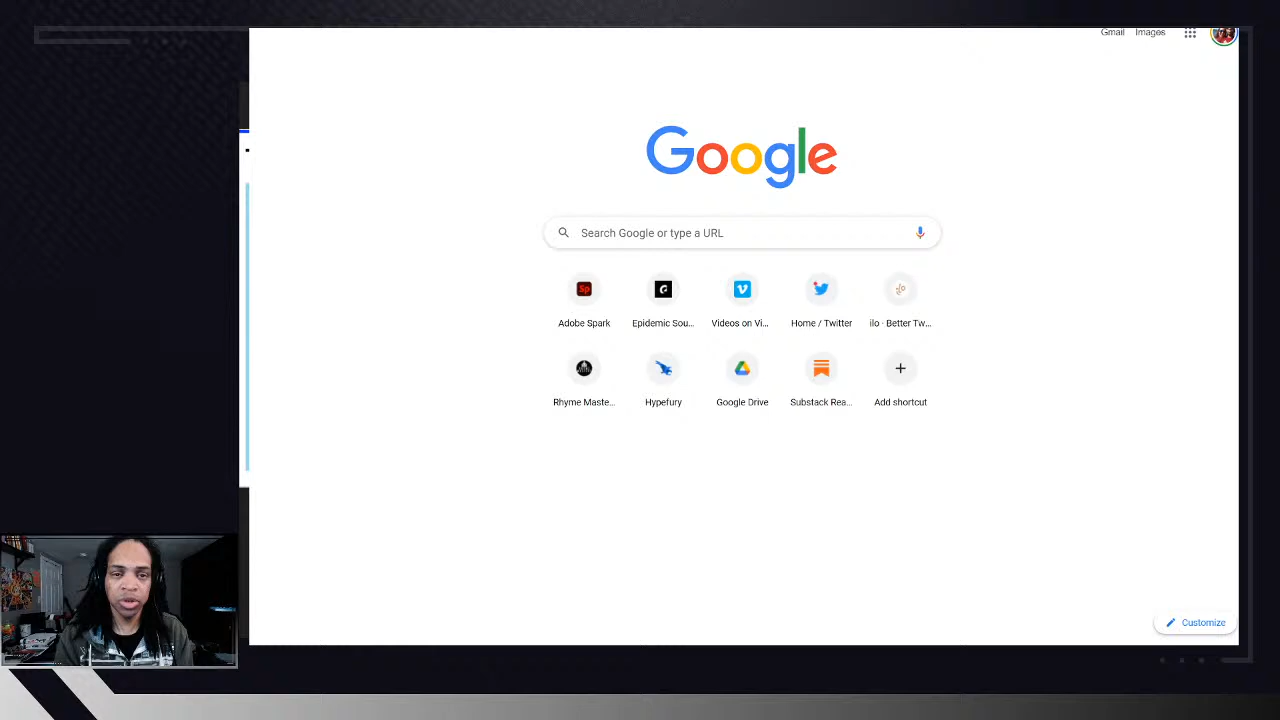 Gmail Images
Google
Search Google or type a URL
Sp
Adobe Spark Epidemic Sou... Videos on Vi... Home / Twitter ilo · Better Tw...
Rhyme Maste... Hypefury Google Drive Substack Rea... Add shortcut
Customize